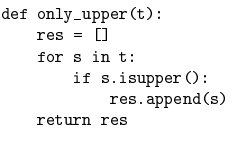 def only_upper(t):
    res = []
    for s in t:
        if s.isupper():
            res.append(s)
    return res